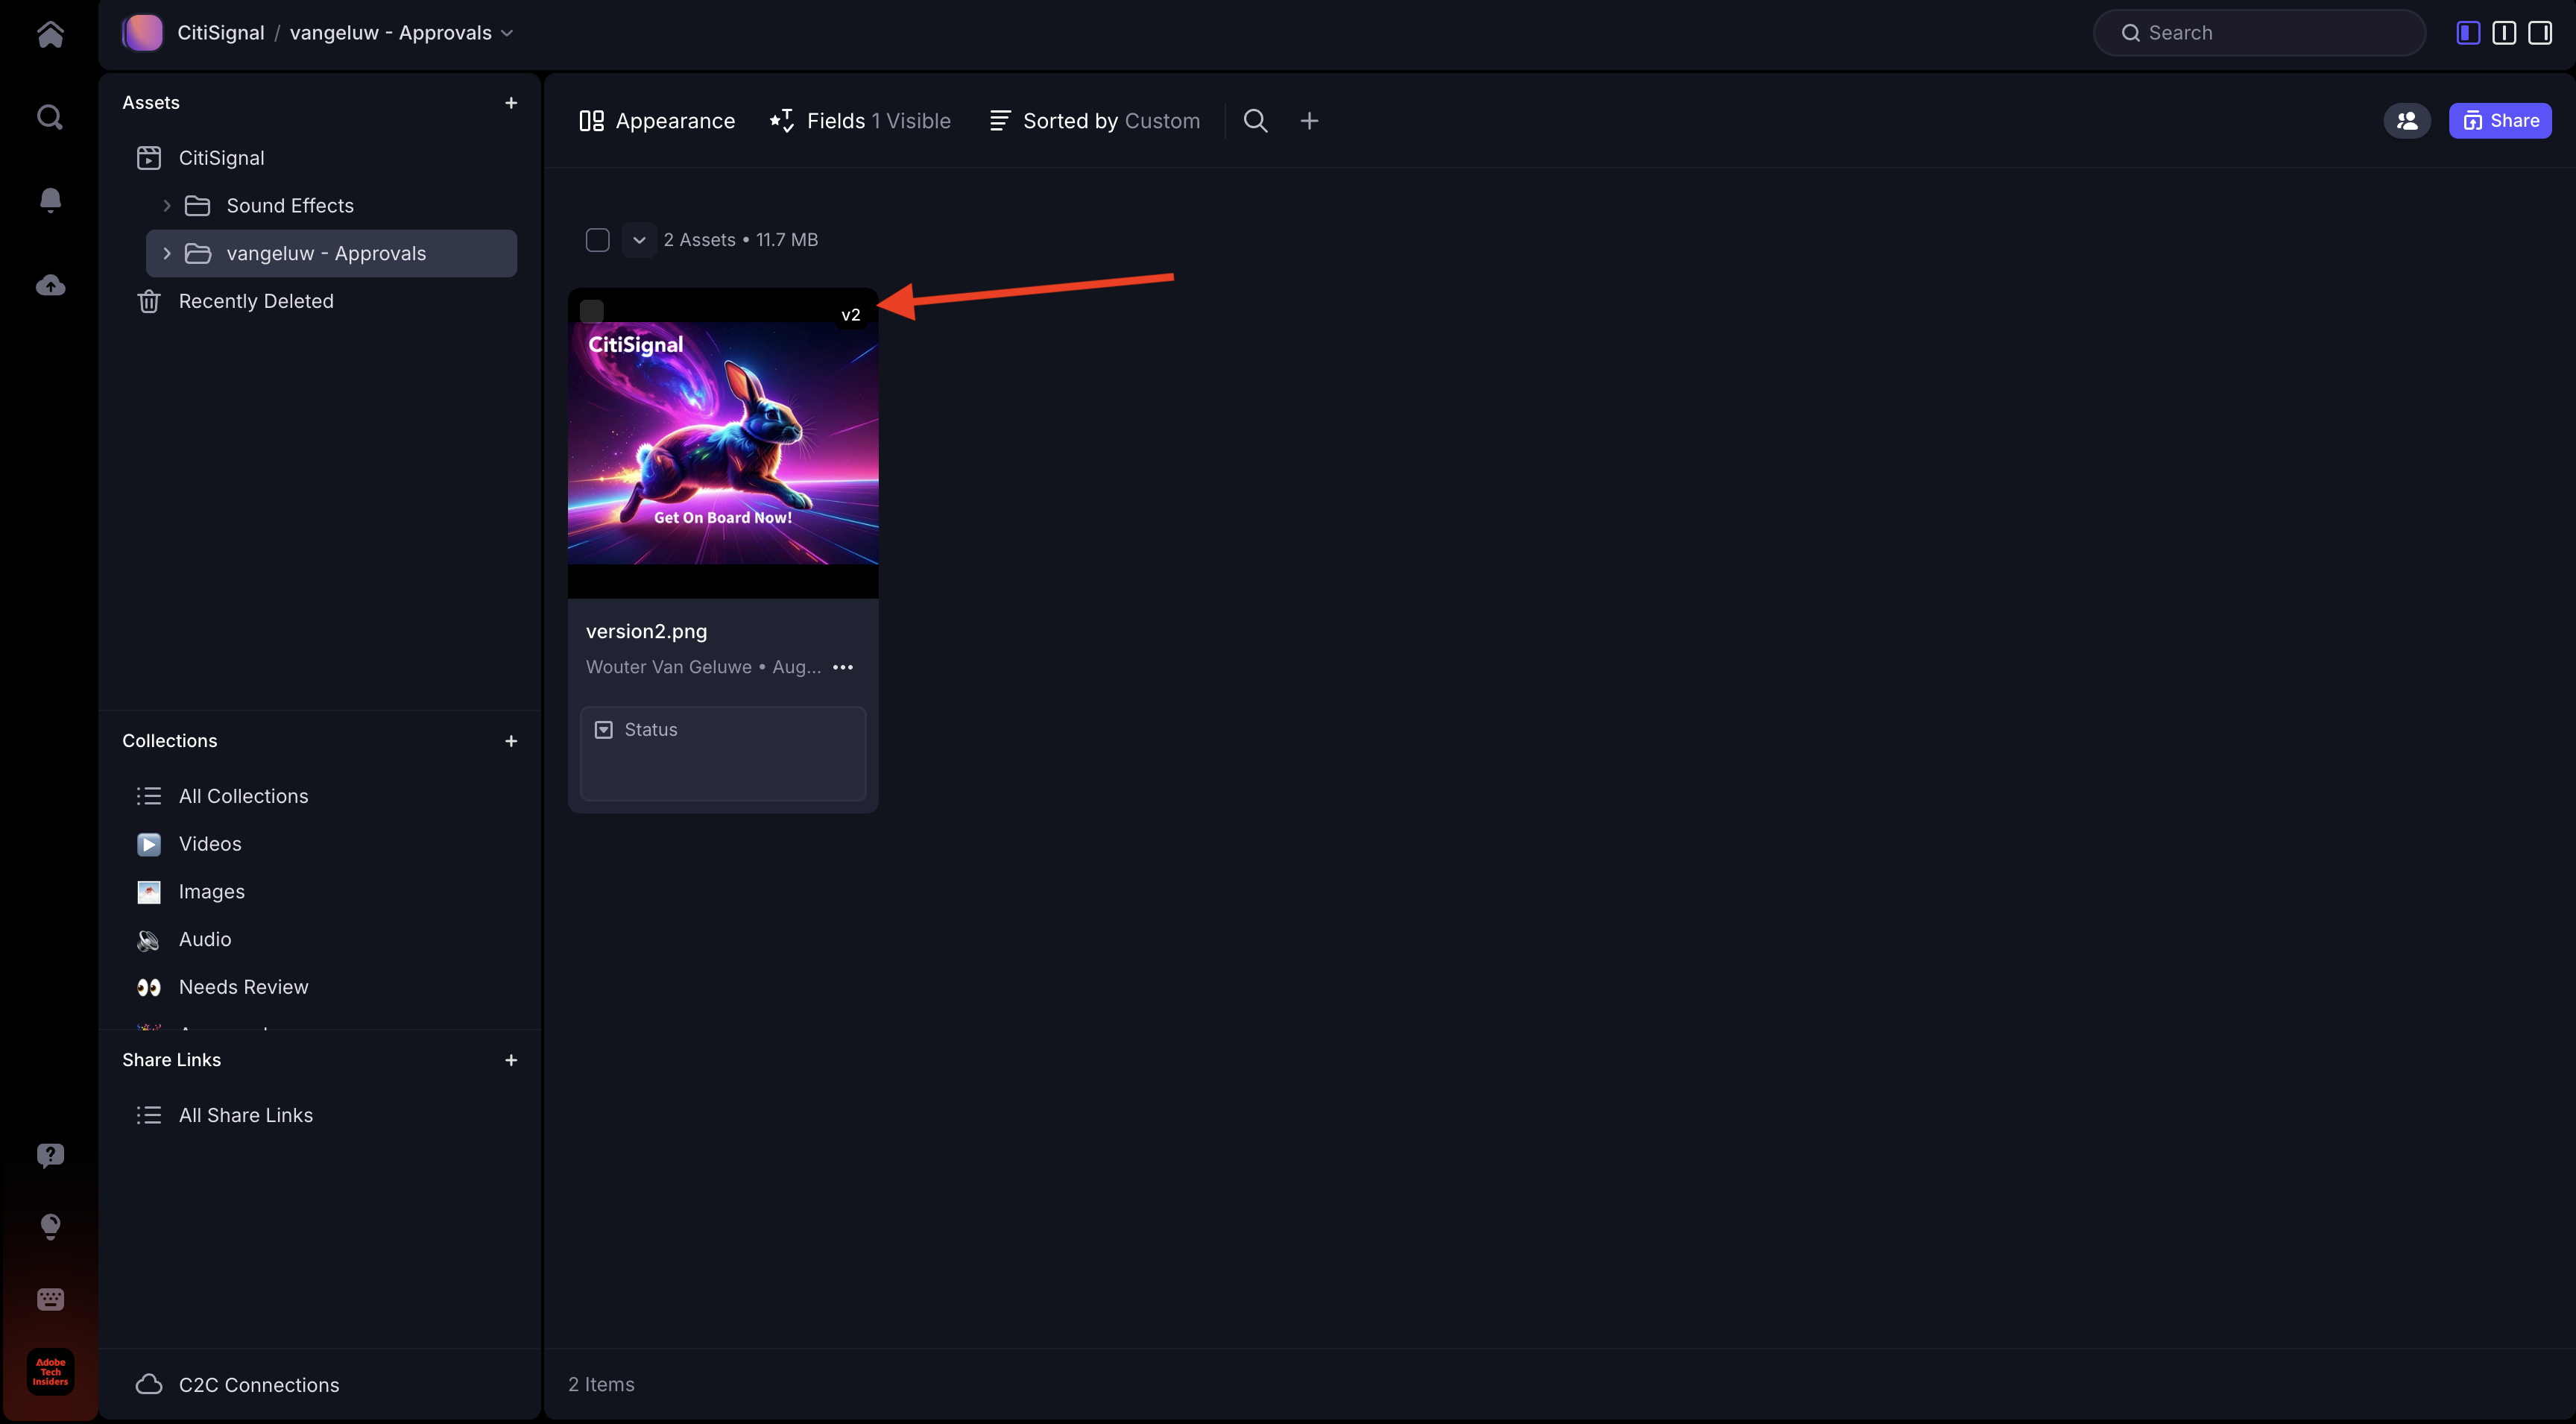 CitiSignal / vangeluw - Approvals
Search
Assets
CitiSignal
Sound Effects
vangeluw - Approvals
Recently Deleted
Collections
All Collections
Videos
Images
Audio
Needs Review
Share Links
All Share Links
C2C Connections
Adobe
Tech
Insiders
Appearance
Fields 1 Visible
Sorted by Custom
Share
2 Assets • 11.7 MB
v2
CitiSignal
Get On Board Now!
version2.png
Wouter Van Geluwe • Aug...
Status
2 Items